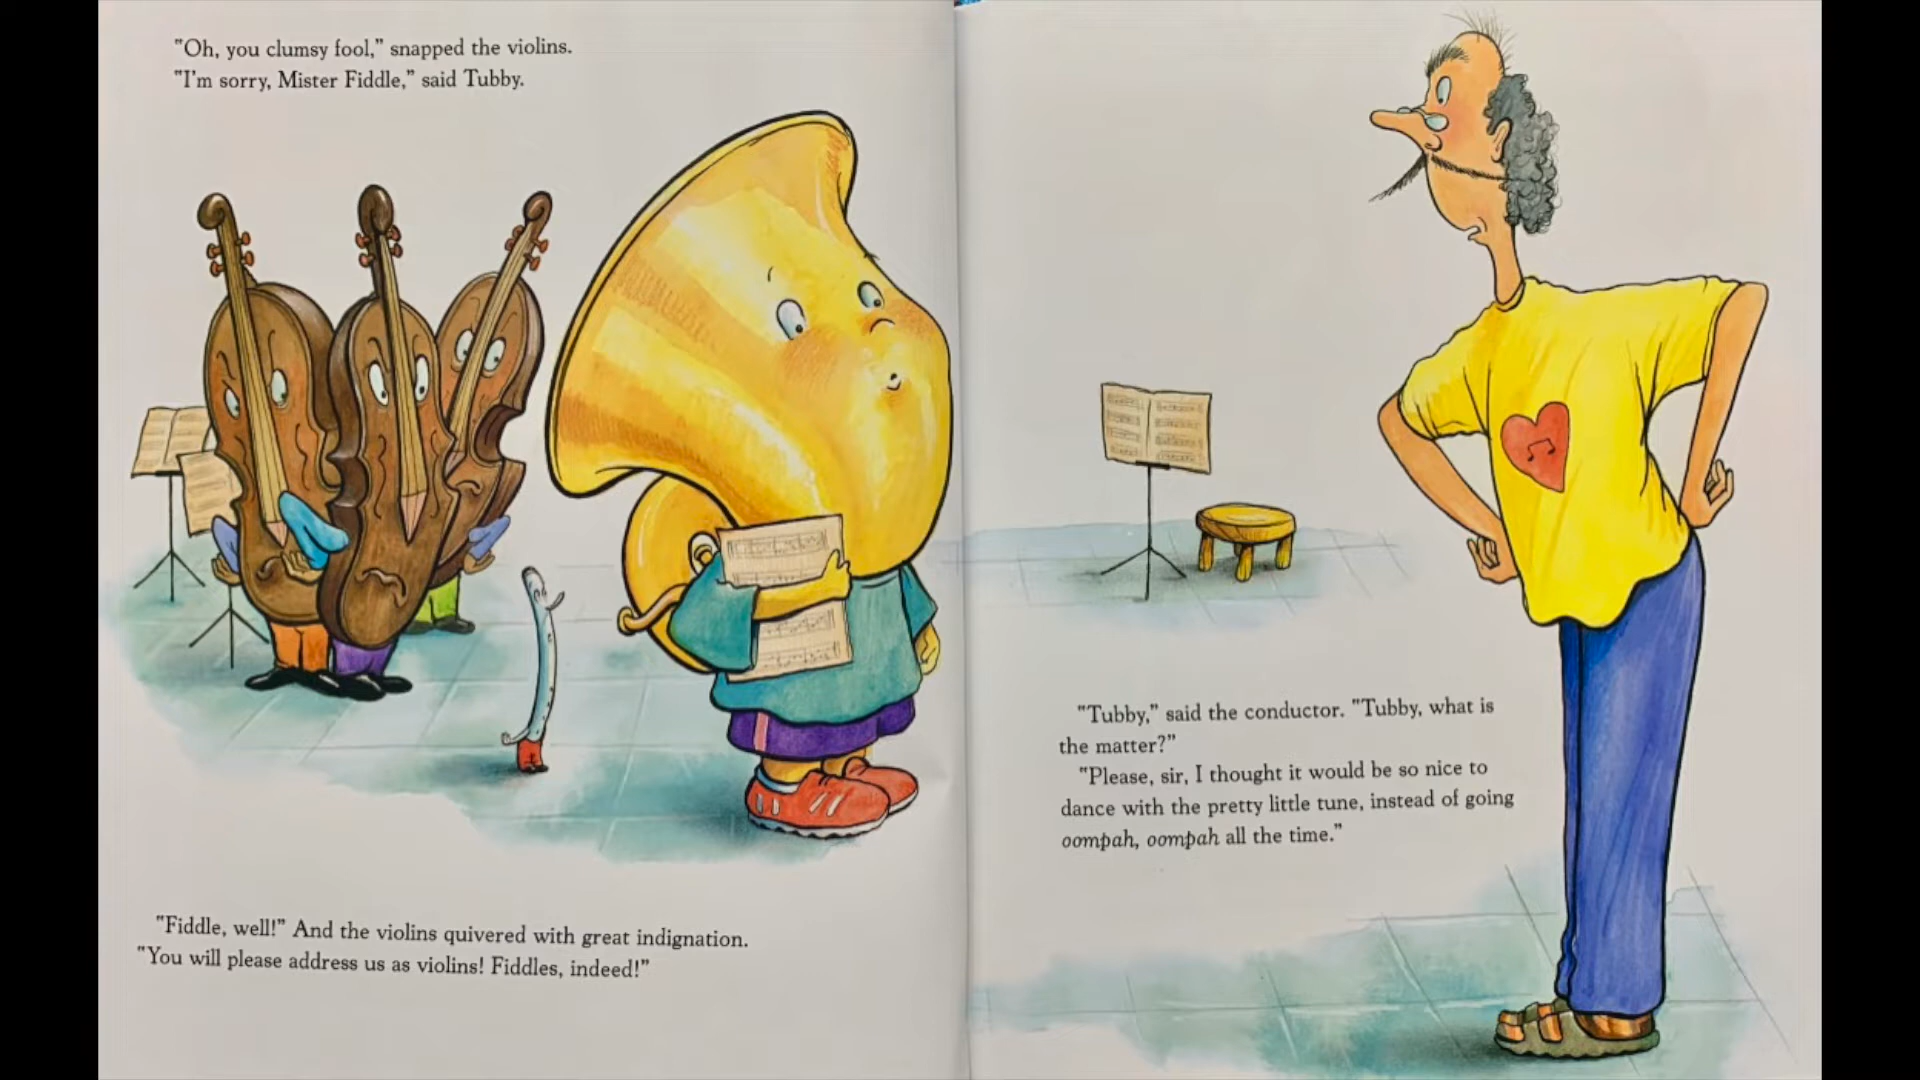 "Oh, you clumsy fool," snapped the violins.
"I'm sorry, Mister Fiddle," said Tubby.
"Fiddle, well!" And the violins quivered with great indignation.
"You will please address us as violins! Fiddles, indeed!"
"Tubby," said the conductor. "Tubby, what is
the matter?"
"Please, sir, I thought it would be so nice to
dance with the pretty little tune, instead of going
oompah, oompah all the time."